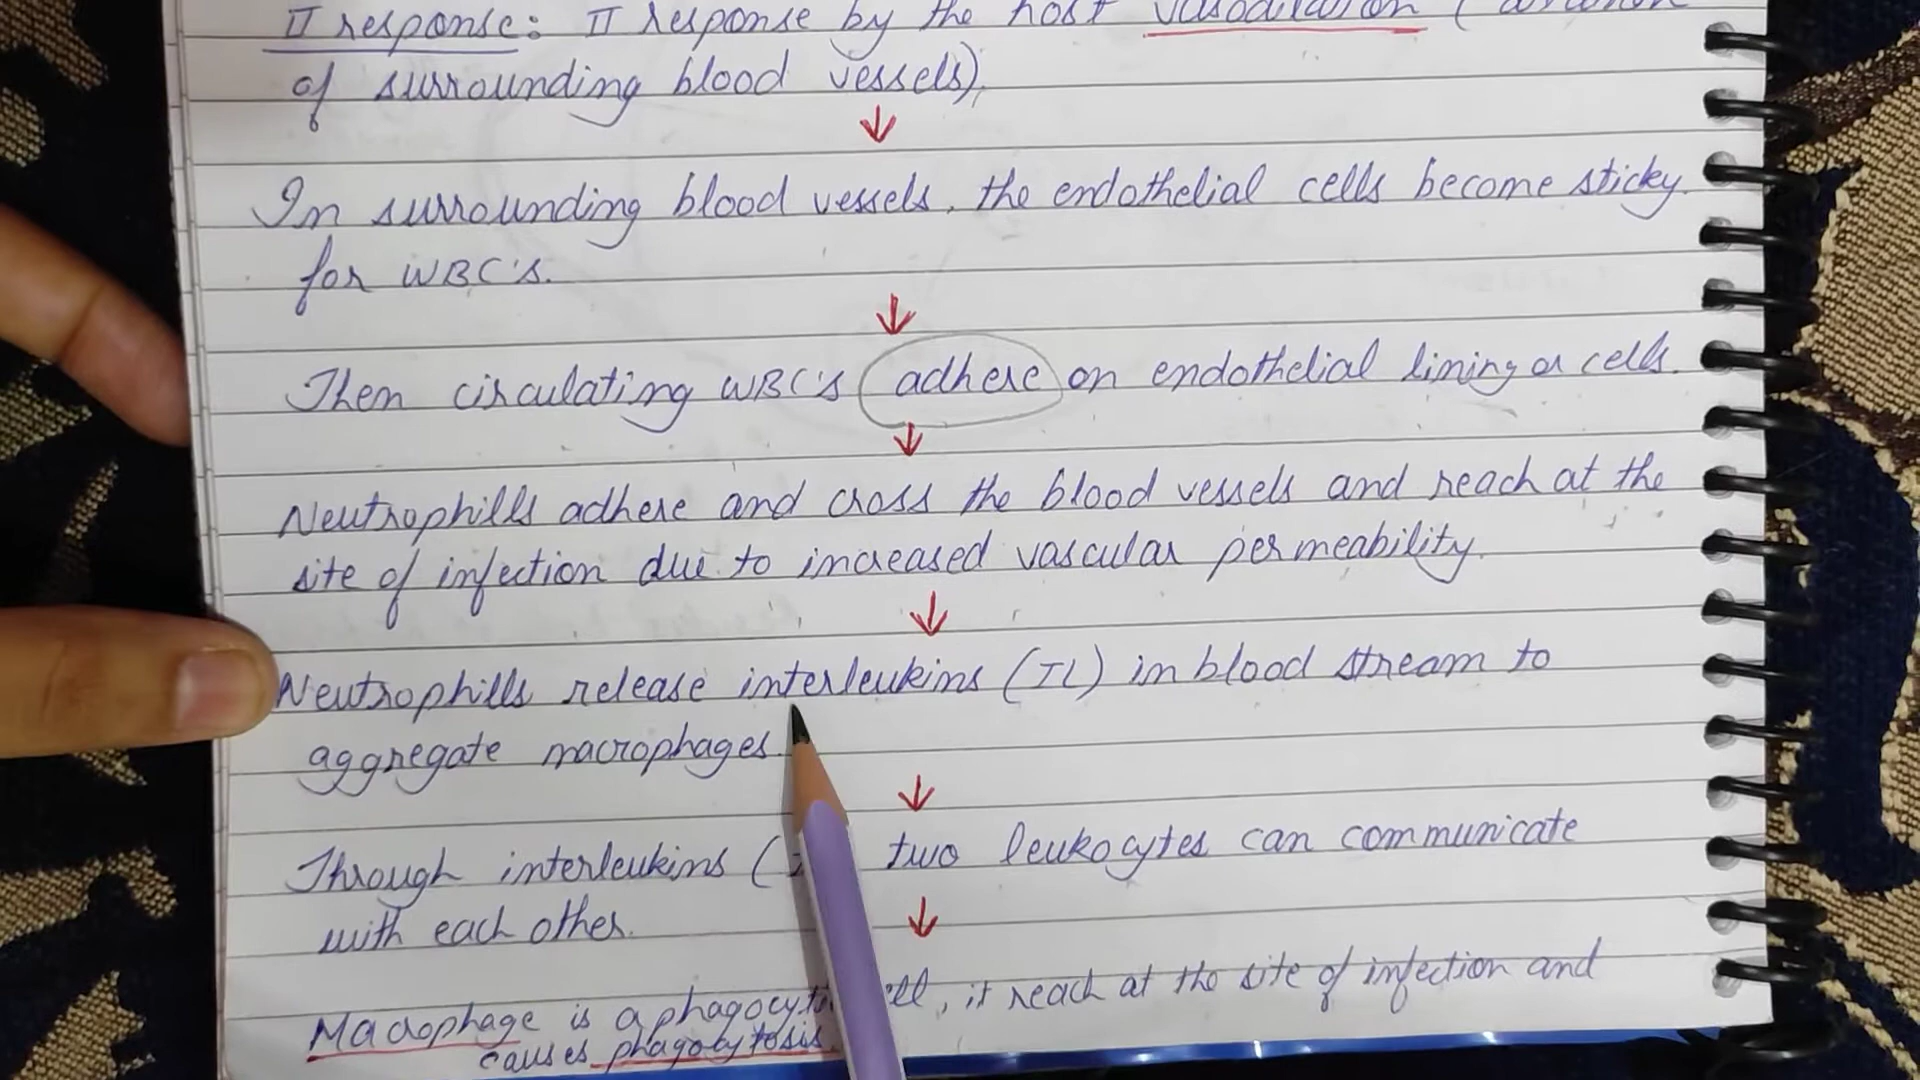 II response: II response by the host vasodilation (
of surrounding blood vessels).
In surrounding blood vessels, the endothelial cells become sticky.
for WBC's.
Then circulating WBC's adhere on endothelial lining or cells.
Neutrophills adhere and cross the blood vessels and reach at the
site of infection due to increased vascular permeability.
Neutrophills release interleukins (IL) in blood stream to
aggregate macrophages.
Through interleukins ( two leukocytes can communicate
with each other.
Macrophage is a phagocytic cell, it reach at the site of infection and
causes phagocytosis.